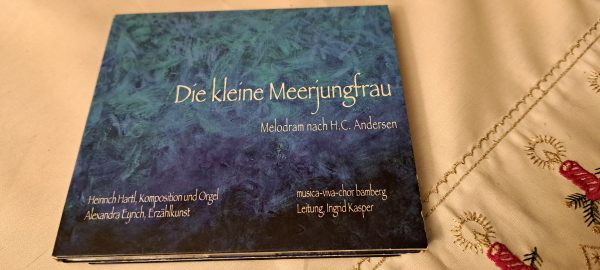 Die kleine Meerjungfrau
Melodram nach H.C. Andersen
Heinrich Hartl, Komposition und Orgel
Alexandra Eyrich, Erzählkunst
musica-viva-chor bamberg
Leitung, Ingrid Kasper